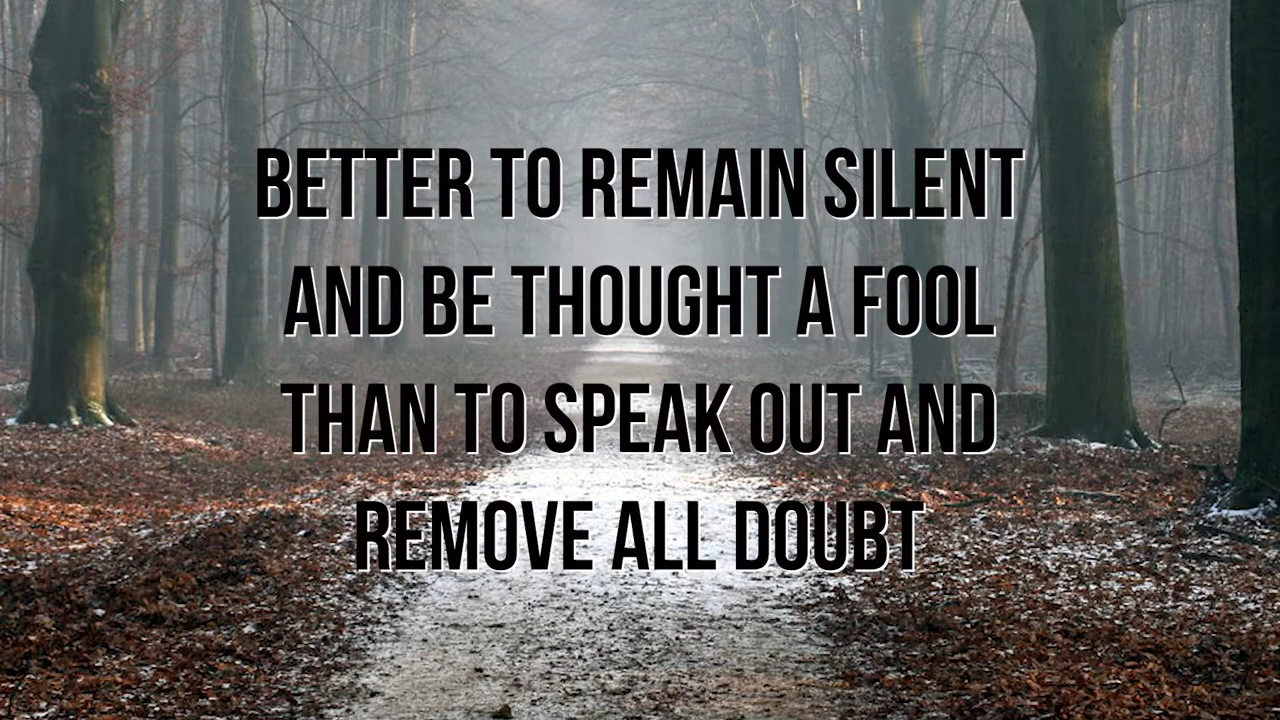 BETTER TO REMAIN SILENT
AND BE THOUGHT A FOOL
THAN TO SPEAK OUT AND
REMOVE ALL DOUBT